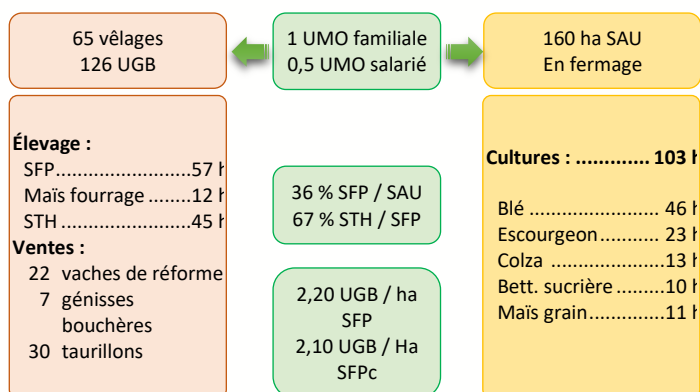 65 vêlages
126 UGB
1 UMO familiale
0,5 UMO salarié
160 ha SAU
En fermage
Élevage :
SFP........................57 h
Maïs fourrage .......12 h
STH .......................45 h
Ventes :
22 vaches de réforme
7 génisses
bouchères
30 taurillons
36 % SFP / SAU
67 % STH / SFP
2,20 UGB / ha
SFP
2,10 UGB / Ha
SFPc
Cultures : ............. 103 h
Blé ........................ 46 h
Escourgeon............ 23 h
Colza ......................13 h
Bett. sucrière .........10 h
Maïs grain..............11 h